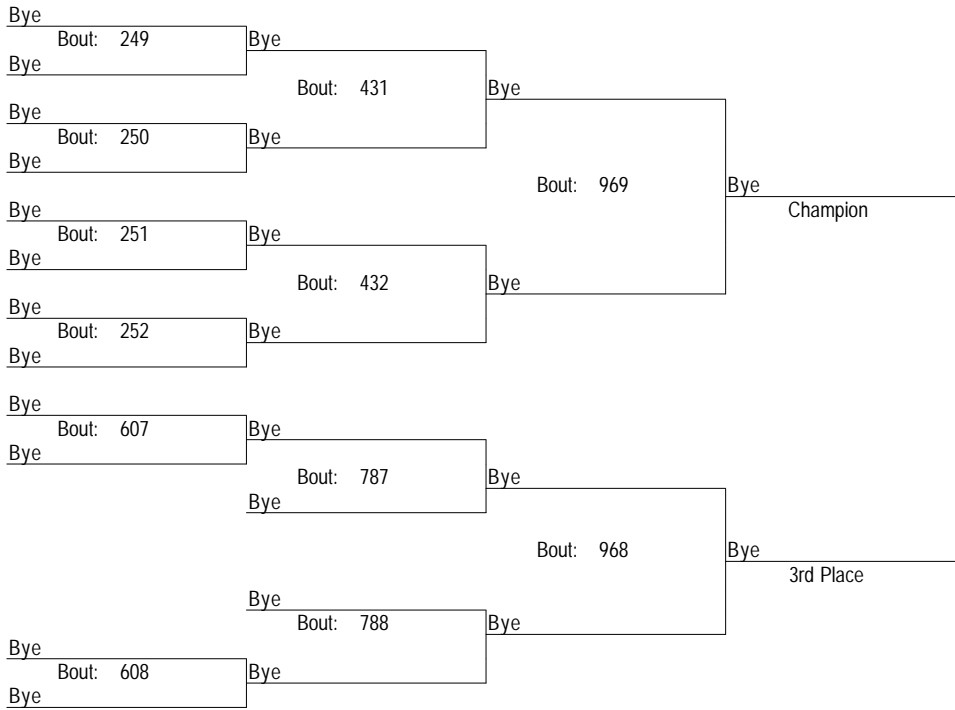 Bye
Bout: 249 Bye
Bye
Bout: 431 Bye
Bye
Bout: 250 Bye
Bye
Bout: 969 Bye
Champion
Bye
Bout: 251 Bye
Bye
Bout: 432 Bye
Bye
Bout: 252 Bye
Bye
Bye
Bout: 607 Bye
Bye
Bout: 787 Bye
Bye
Bout: 968 Bye
3rd Place
Bye
Bout: 788 Bye
Bye
Bout: 608 Bye
Bye